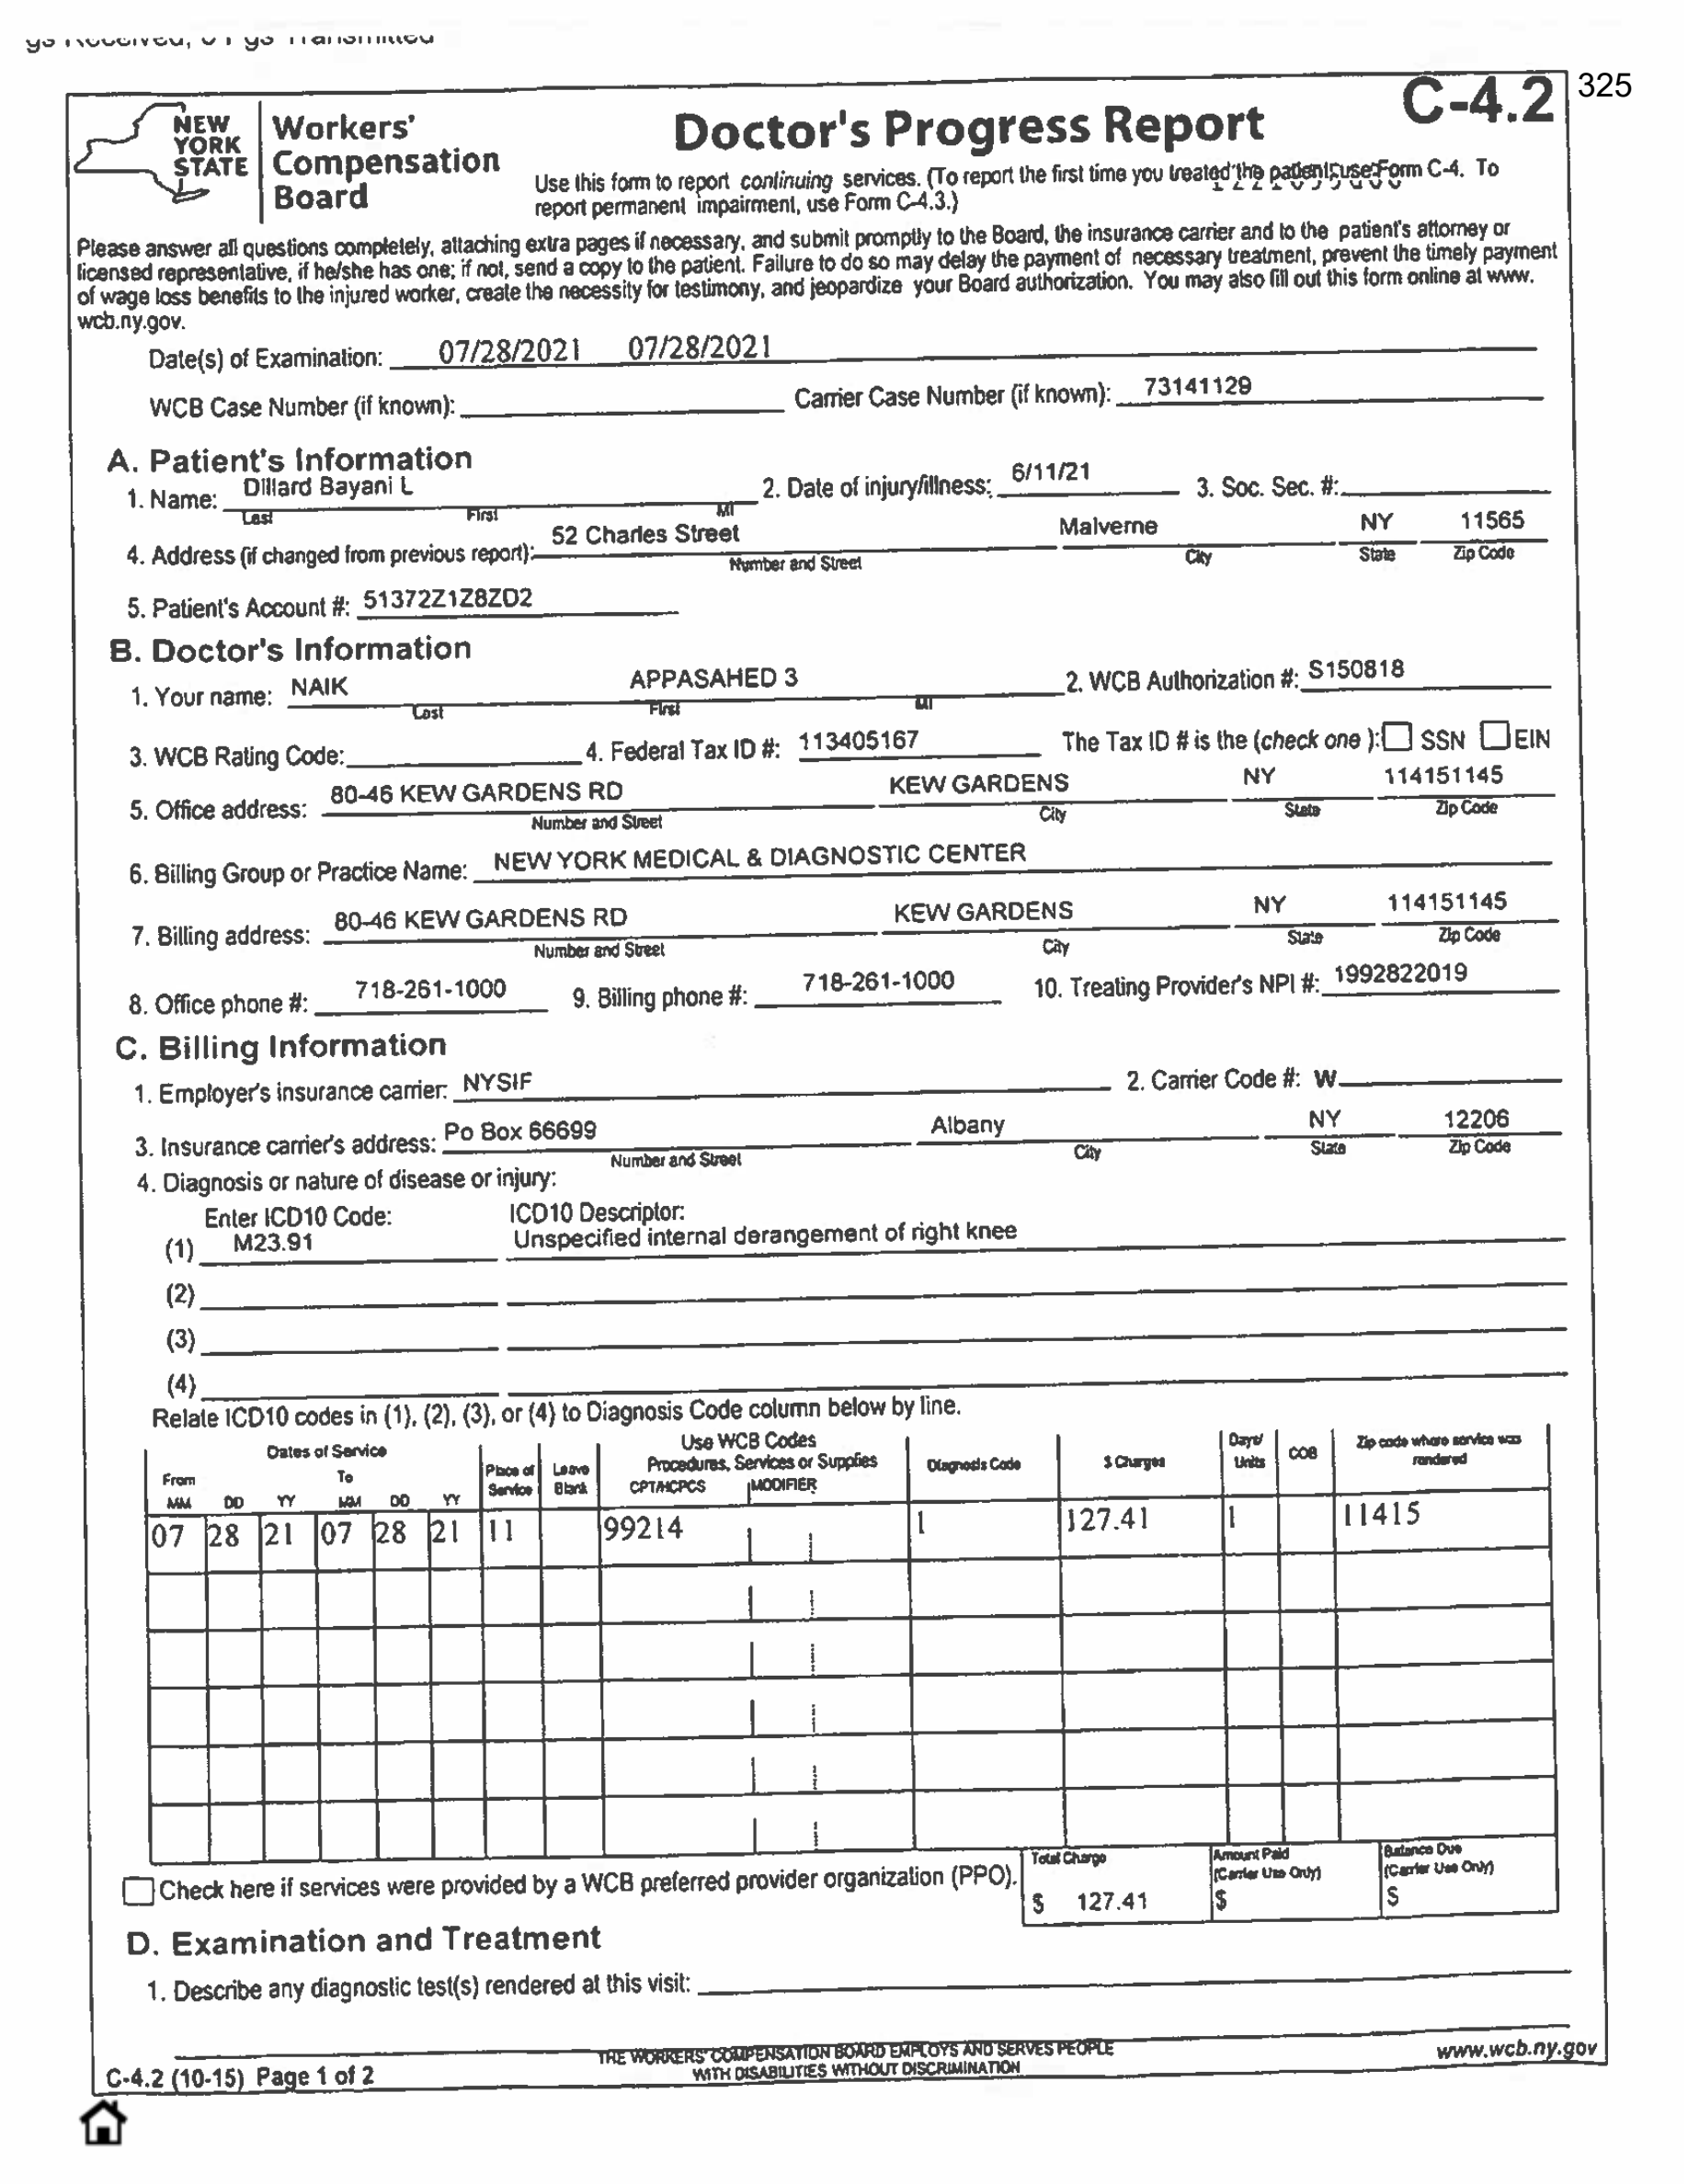 C-4.2
325
NEW
YORK
STATE
Workers'
Compensation
Board
Doctor's Progress Report
Use this form to report continuing services. (To report the first time you treated the patient, use Form C-4. To
report permanent impairment, use Form C-4.3.)
Please answer all questions completely, attaching extra pages if necessary, and submit promptly to the Board, the insurance carrier and to the patient's attorney or
licensed representative, if he/she has one; if not, send a copy to the patient. Failure to do so may delay the payment of necessary treatment, prevent the timely payment
of wage loss benefits to the injured worker, create the necessity for testimony, and jeopardize your Board authorization. You may also fill out this form online at www.
wcb.ny.gov.
Date(s) of Examination: 07/28/2021 07/28/2021
WCB Case Number (if known): Carrier Case Number (if known): 73141129
A. Patient's Information
1. Name: Dillard Bayani L 2. Date of injury/illness: 6/11/21 3. Soc. Sec. #:
Last First MI
4. Address (if changed from previous report): 52 Charles Street Malverne NY 11565
Number and Street City State Zip Code
5. Patient's Account #: 51372Z1Z8ZD2
B. Doctor's Information
1. Your name: NAIK APPASAHED 3 2. WCB Authorization #: S150818
Last First MI
3. WCB Rating Code: 4. Federal Tax ID #: 113405167 The Tax ID # is the (check one ): SSN EIN
5. Office address: 80-46 KEW GARDENS RD KEW GARDENS NY 114151145
Number and Street City State Zip Code
6. Billing Group or Practice Name: NEW YORK MEDICAL & DIAGNOSTIC CENTER
7. Billing address: 80-46 KEW GARDENS RD KEW GARDENS NY 114151145
Number and Street City State Zip Code
8. Office phone #: 718-261-1000 9. Billing phone #: 718-261-1000 10. Treating Provider's NPI #: 1992822019
C. Billing Information
1. Employer's insurance carrier: NYSIF 2. Carrier Code #: W
3. Insurance carrier's address: Po Box 66699 Albany NY 12206
Number and Street City State Zip Code
4. Diagnosis or nature of disease or injury:
Enter ICD10 Code: ICD10 Descriptor:
(1) M23.91 Unspecified internal derangement of right knee
(2)
(3)
(4)
Relate ICD10 codes in (1), (2), (3), or (4) to Diagnosis Code column below by line.
Dates of Service Use WCB Codes
From To Place of Service Leave Blank Procedures, Services or Supplies Diagnosis Code $ Charges Days/ Units COB Zip code where service was rendered
MM DD YY MM DD YY CPT/HCPCS MODIFIER
07 28 21 07 28 21 11 99214 1 127.41 1 11415
Check here if services were provided by a WCB preferred provider organization (PPO).
Total Charge Amount Paid (Carrier Use Only) Balance Due (Carrier Use Only)
$ 127.41 $ $
D. Examination and Treatment
1. Describe any diagnostic test(s) rendered at this visit:
THE WORKERS' COMPENSATION BOARD EMPLOYS AND SERVES PEOPLE
WITH DISABILITIES WITHOUT DISCRIMINATION
www.wcb.ny.gov
C-4.2 (10-15) Page 1 of 2